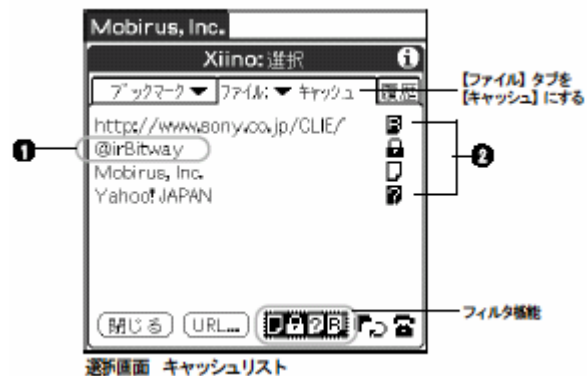 Mobirus, Inc.
Xiino: 選択
ブックマーク ▼ ファイル: ▼ キャッシュ 履歴
【ファイル】タブを
【キャッシュ】にする
http://www.sony.co.jp/CLIE/
@irBitway
Mobirus, Inc.
Yahoo! JAPAN
❶
❷
閉じる URL... ? R
フィルタ機能
選択画面 キャッシュリスト